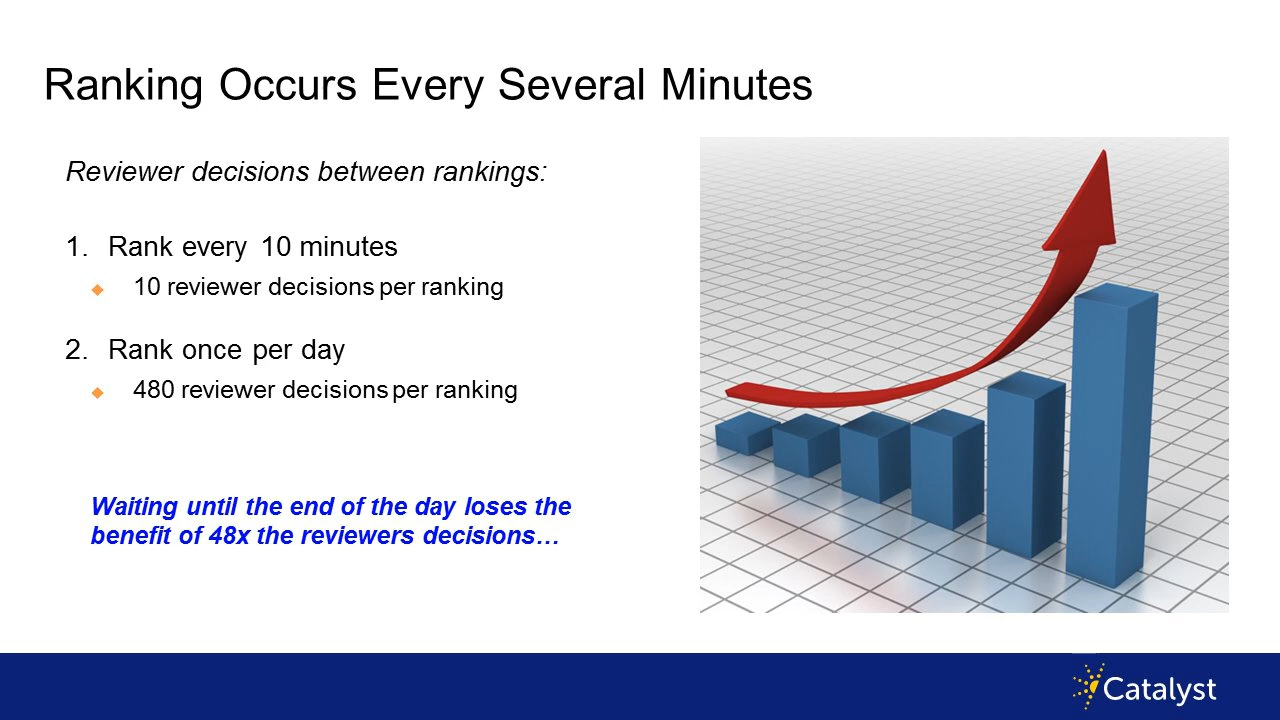 Ranking Occurs Every Several Minutes
Reviewer decisions between rankings:
1. Rank every 10 minutes
10 reviewer decisions per ranking
2. Rank once per day
480 reviewer decisions per ranking
Waiting until the end of the day loses the
benefit of 48x the reviewers decisions…
Catalyst